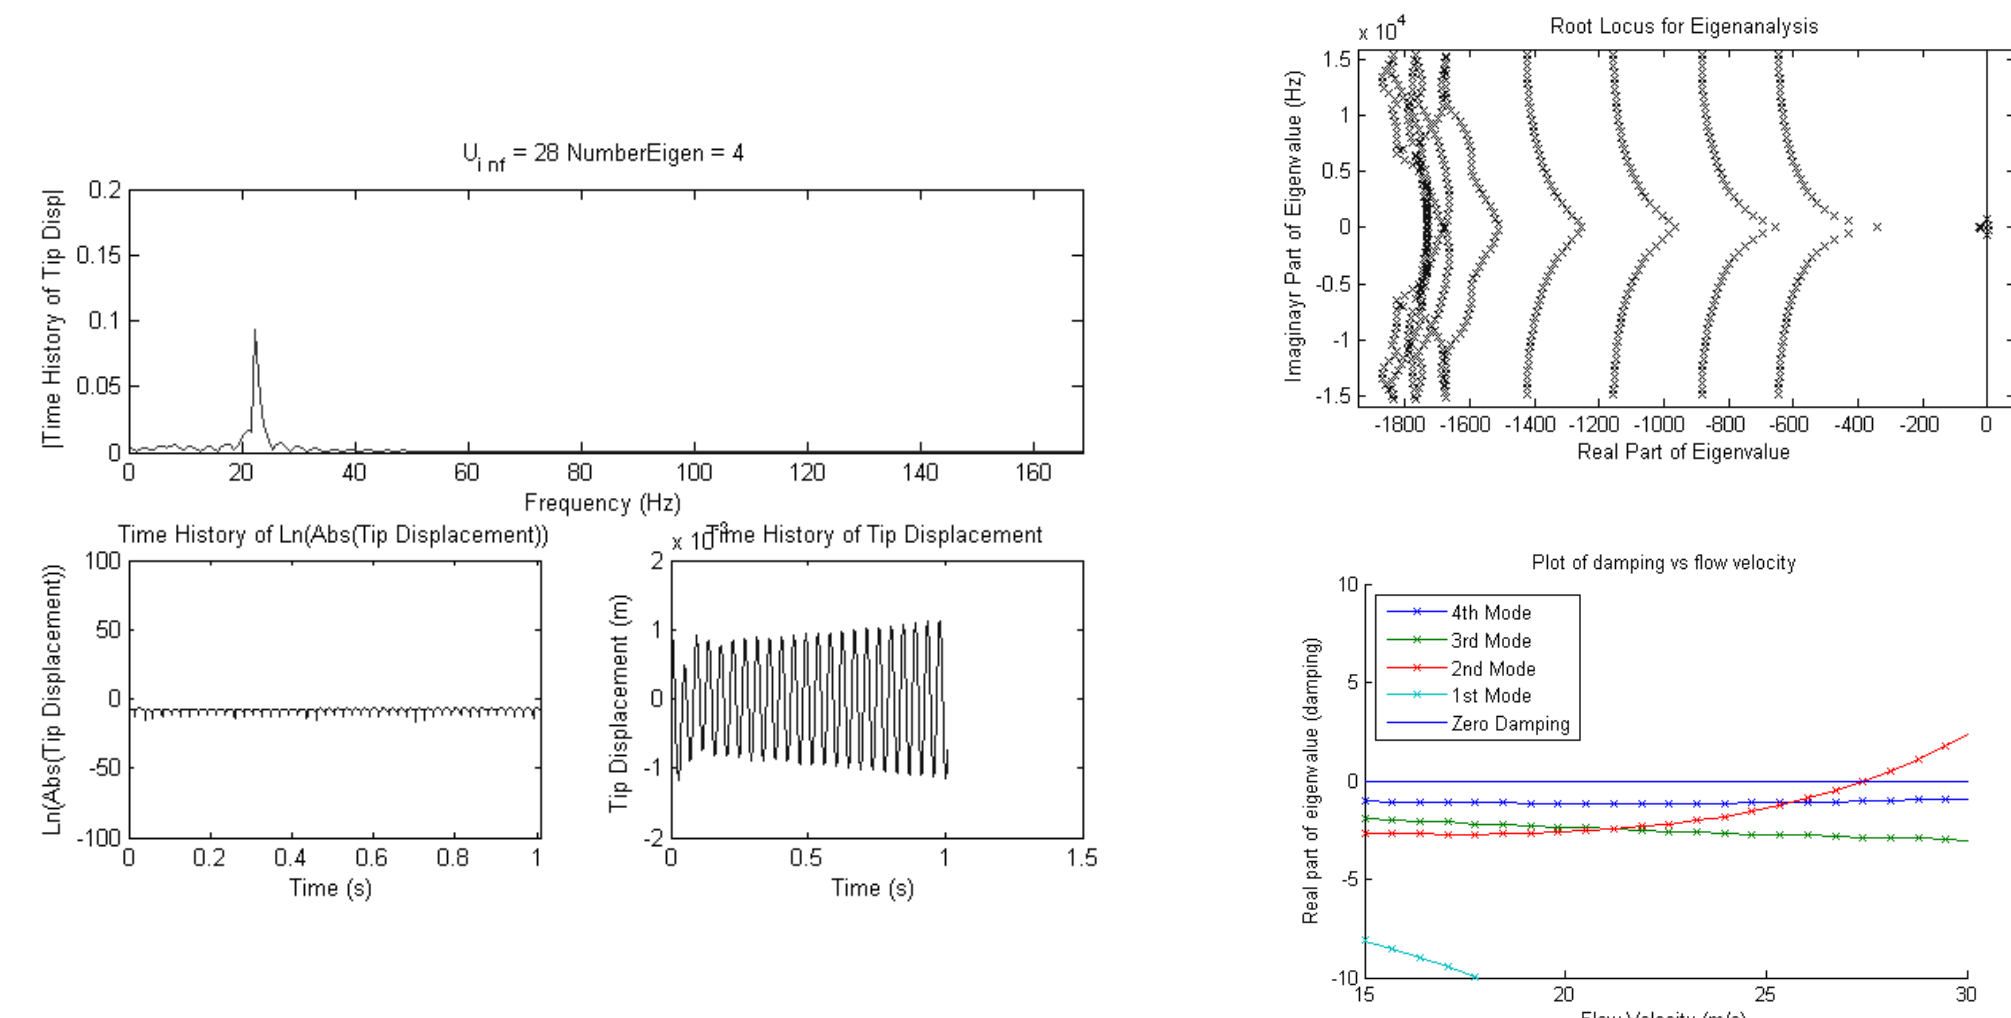 U_inf = 28 NumberEigen = 4
|Time History of Tip Displ|
0.2
0.15
0.1
0.05
0
0 20 40 60 80 100 120 140 160
Frequency (Hz)
Time History of Ln(Abs(Tip Displacement))
Ln(Abs(Tip Displacement))
100
50
0
-50
-100
0 0.2 0.4 0.6 0.8 1
Time (s)
x 10^-3
Time History of Tip Displacement
Tip Displacement (m)
2
1
0
-1
-2
0 0.5 1 1.5
Time (s)
Root Locus for Eigenanalysis
x 10^4
Imaginayr Part of Eigenvalue (Hz)
1.5
1
0.5
0
-0.5
-1
-1.5
-1800 -1600 -1400 -1200 -1000 -800 -600 -400 -200 0
Real Part of Eigenvalue
Plot of damping vs flow velocity
Real part of eigenvalue (damping)
10
5
0
-5
-10
4th Mode
3rd Mode
2nd Mode
1st Mode
Zero Damping
15 20 25 30
Flow Velocity (m/s)